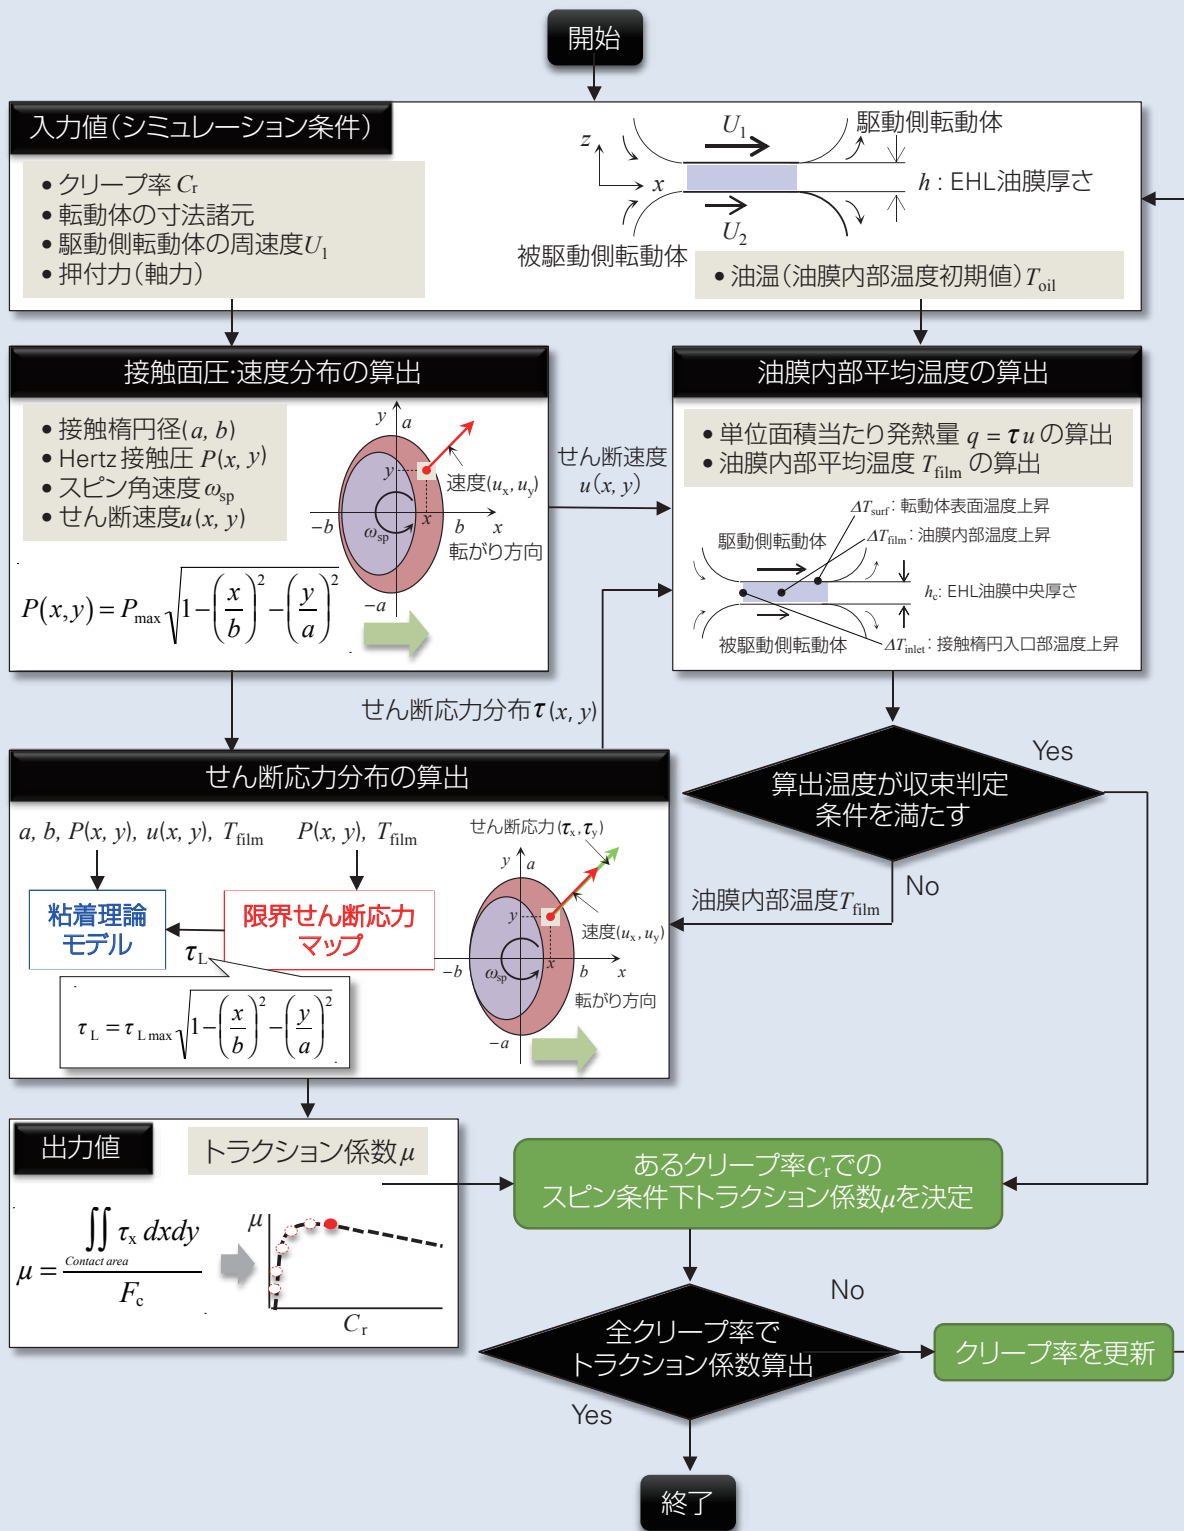 開始
入力値（シミュレーション条件）
• クリープ率 Cr
• 転動体の寸法諸元
• 駆動側転動体の周速度U1
• 押付力（軸力）
z
x
U1
U2
駆動側転動体
h : EHL油膜厚さ
被駆動側転動体
• 油温（油膜内部温度初期値）Toil
接触面圧・速度分布の算出
• 接触楕円径(a, b)
• Hertz 接触圧 P(x, y)
• スピン角速度 ωsp
• せん断速度u(x, y)
P(x,y) = Pmax √(1−(x/b)²−(y/a)²)
y
a
y
速度(ux, uy)
−b
ωsp
x
b
x
転がり方向
−a
せん断速度
u(x, y)
油膜内部平均温度の算出
• 単位面積当たり発熱量 q = τu の算出
• 油膜内部平均温度 Tfilm の算出
ΔTsurf : 転動体表面温度上昇
駆動側転動体
ΔTfilm : 油膜内部温度上昇
hc: EHL油膜中央厚さ
被駆動側転動体
ΔTinlet : 接触楕円入口部温度上昇
せん断応力分布τ(x, y)
算出温度が収束判定
条件を満たす
Yes
No
油膜内部温度Tfilm
せん断応力分布の算出
a, b, P(x, y), u(x, y), Tfilm
P(x, y), Tfilm
粘着理論
モデル
限界せん断応力
マップ
τL
τL = τLmax √(1−(x/b)²−(y/a)²)
せん断応力(τx, τy)
y
a
y
速度(ux, uy)
−b
ωsp
x
b
x
転がり方向
−a
出力値
トラクション係数μ
μ = ∬Contact area τx dxdy / Fc
μ
Cr
あるクリープ率Crでの
スピン条件下トラクション係数μを決定
全クリープ率で
トラクション係数算出
No
クリープ率を更新
Yes
終了